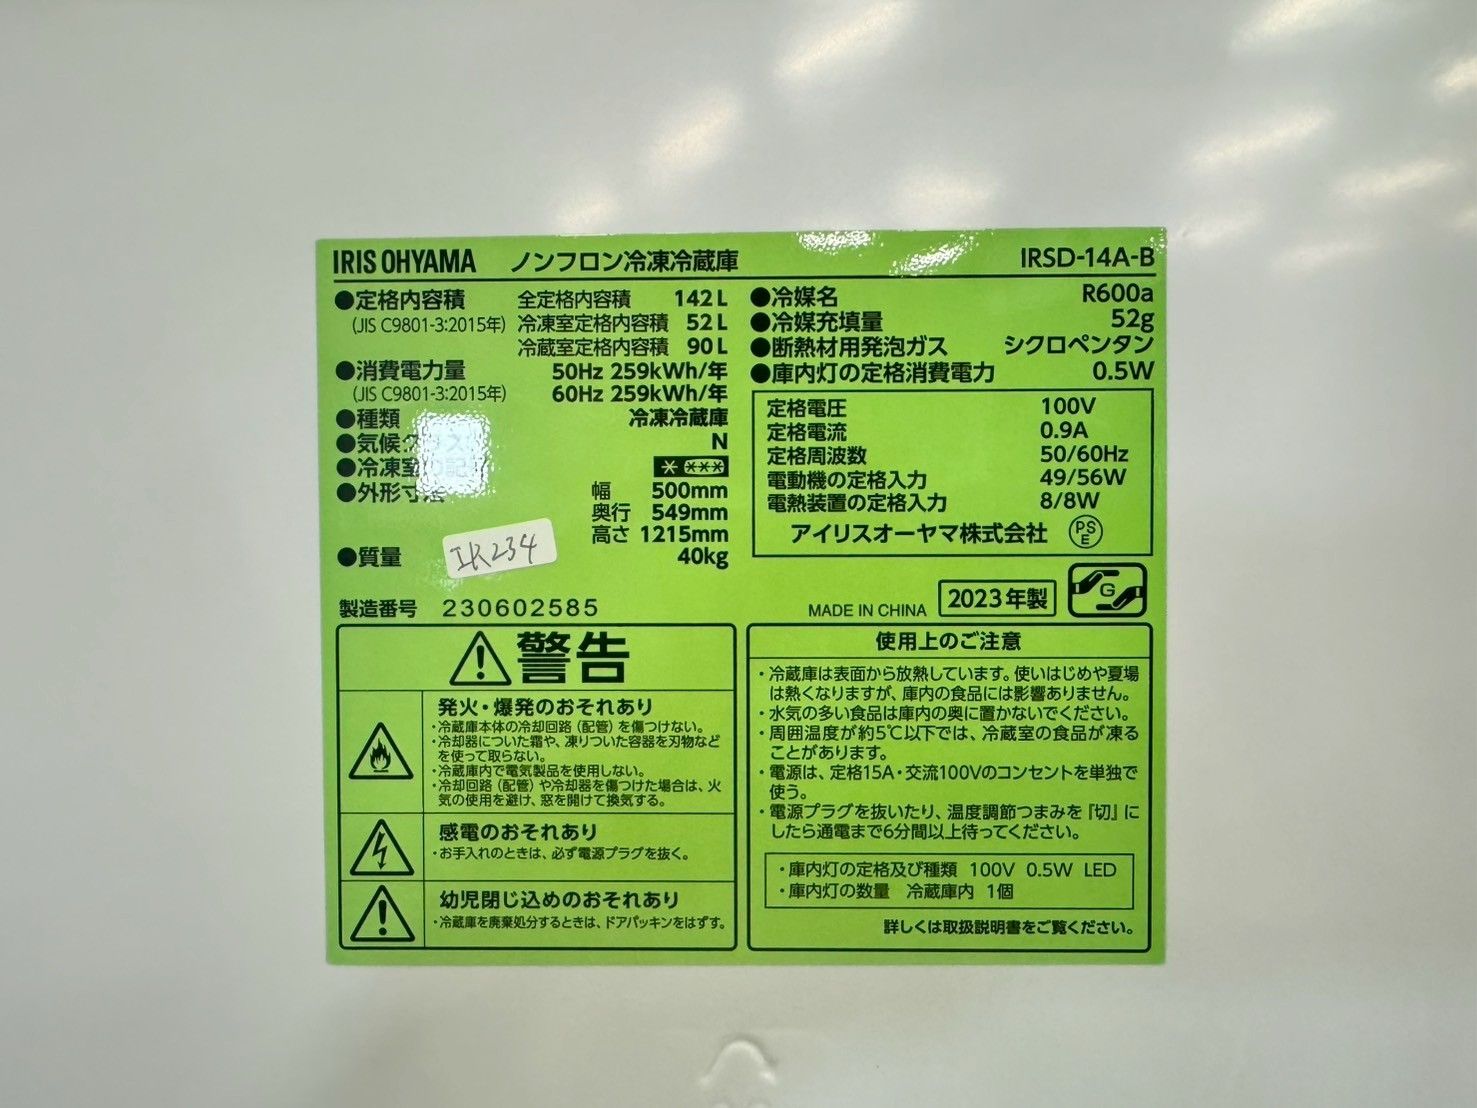 IRIS OHYAMA ノンフロン冷凍冷蔵庫 IRSD-14A-B
●定格内容積 全定格内容積 142L
(JIS C9801-3:2015年) 冷凍室定格内容積 52L
冷蔵室定格内容積 90L
●消費電力量 50Hz 259kWh/年
(JIS C9801-3:2015年) 60Hz 259kWh/年
●種類 冷凍冷蔵庫
●気候ク ス N
●冷凍室 記
●外形寸法 幅 500mm
奥行 549mm
高さ 1215mm
●質量 40kg
IR234
製造番号 230602585
●冷媒名 R600a
●冷媒充填量 52g
●断熱材用発泡ガス シクロペンタン
●庫内灯の定格消費電力 0.5W
定格電圧 100V
定格電流 0.9A
定格周波数 50/60Hz
電動機の定格入力 49/56W
電熱装置の定格入力 8/8W
アイリスオーヤマ株式会社 PSE
MADE IN CHINA 2023年製 G
警告
発火・爆発のおそれあり
・冷蔵庫本体の冷却回路（配管）を傷つけない。
・冷却器についた霜や、凍りついた容器を刃物など
を使って取らない。
・冷蔵庫内で電気製品を使用しない。
・冷却回路（配管）や冷却器を傷つけた場合は、火
気の使用を避け、窓を開けて換気する。
感電のおそれあり
・お手入れのときは、必ず電源プラグを抜く。
幼児閉じ込めのおそれあり
・冷蔵庫を廃棄処分するときは、ドアパッキンをはずす。
使用上のご注意
・冷蔵庫は表面から放熱しています。使いはじめや夏場
は熱くなりますが、庫内の食品には影響ありません。
・水気の多い食品は庫内の奥に置かないでください。
・周囲温度が約5℃以下では、冷蔵室の食品が凍る
ことがあります。
・電源は、定格15A・交流100Vのコンセントを単独で
使う。
・電源プラグを抜いたり、温度調節つまみを「切」に
したら通電まで6分間以上待ってください。
・庫内灯の定格及び種類 100V 0.5W LED
・庫内灯の数量 冷蔵庫内 1個
詳しくは取扱説明書をご覧ください。